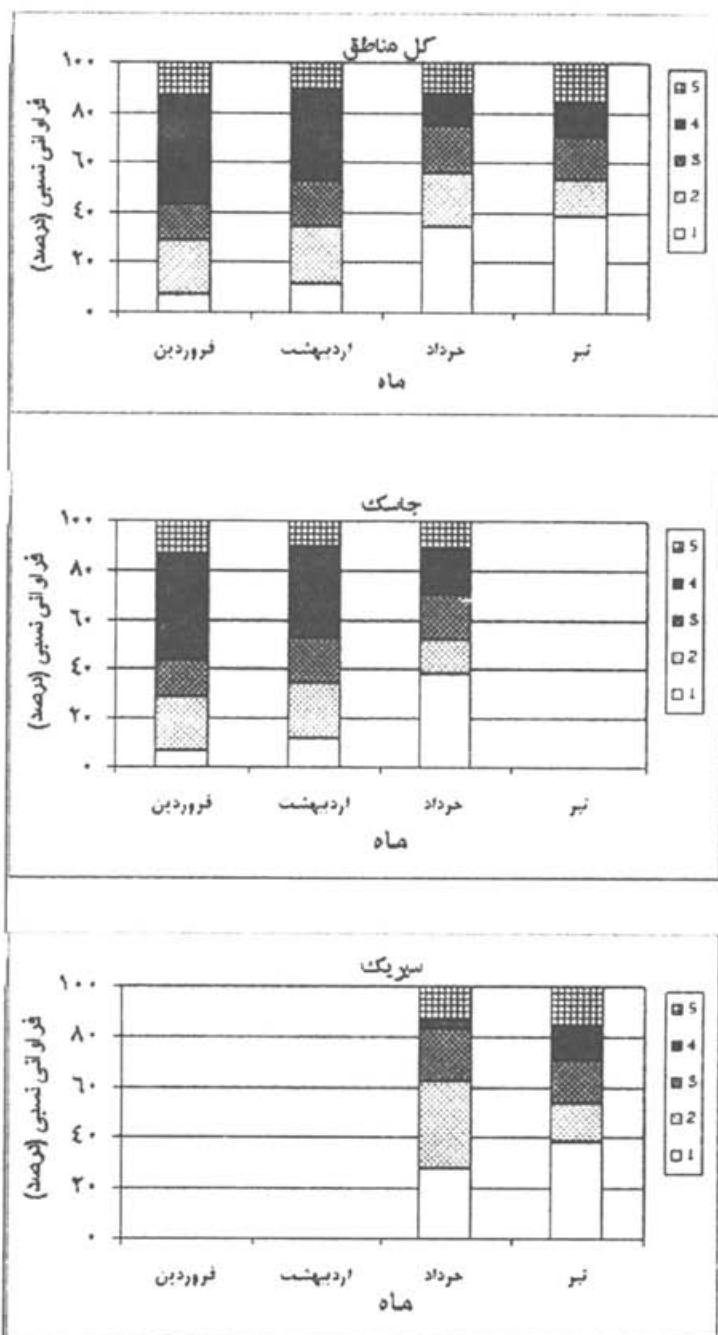 کل مناطق
فراوانی نسبی (درصد)
۱۰۰
۸۰
۶۰
۴۰
۲۰
۰
فروردین اردیبهشت خرداد تیر
ماه
5
4
3
2
1
جاسک
فراوانی نسبی (درصد)
۱۰۰
۸۰
۶۰
۴۰
۲۰
۰
فروردین اردیبهشت خرداد تیر
ماه
5
4
3
2
1
سیریک
فراوانی نسبی (درصد)
۱۰۰
۸۰
۶۰
۴۰
۲۰
۰
فروردین اردیبهشت خرداد تیر
ماه
5
4
3
2
1